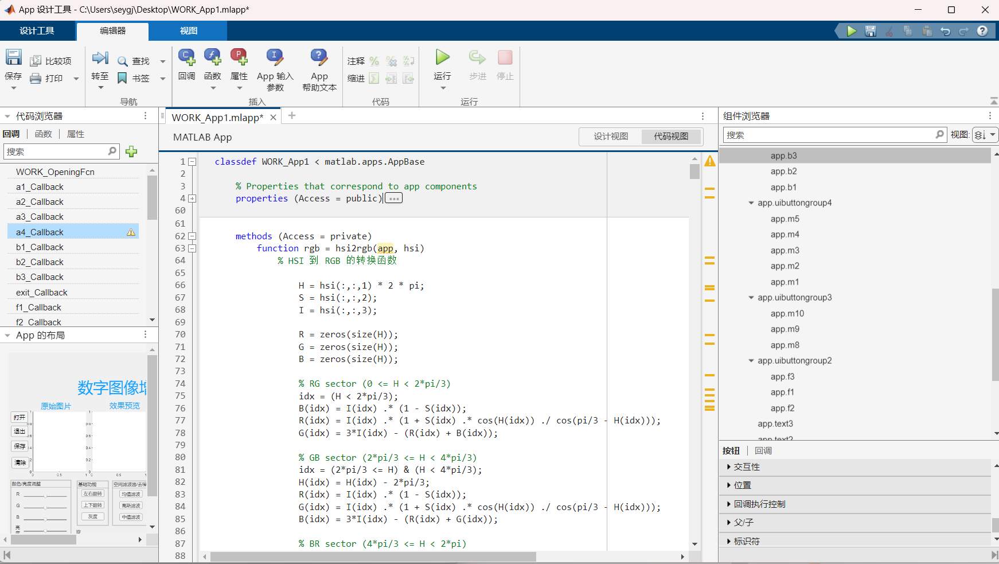 App 设计工具 - C:\Users\seygj\Desktop\WORK_App1.mlapp*
设计工具
编辑器
视图
保存
比较项
打印
转至
查找
书签
导航
回调
函数
属性
App 输入
参数
App
帮助文本
插入
注释
缩进
代码
运行
步进
停止
运行
代码浏览器
回调 函数 属性
搜索
WORK_OpeningFcn
a1_Callback
a2_Callback
a3_Callback
a4_Callback
b1_Callback
b2_Callback
b3_Callback
exit_Callback
f1_Callback
f2_Callback
App 的布局
数字图像增
原始图片 效果预览
打开
退出
保存
清除
颜色/亮度调整
R
G
B
亮
度
基础功能
左右翻转
上下翻转
灰度
空间滤波器/去噪
均值滤波
高斯滤波
中值滤波
WORK_App1.mlapp*
MATLAB App
设计视图 代码视图
1 classdef WORK_App1 < matlab.apps.AppBase
2
3 % Properties that correspond to app components
4 properties (Access = public)
60
61
62 methods (Access = private)
63 function rgb = hsi2rgb(app, hsi)
64 % HSI 到 RGB 的转换函数
65
66 H = hsi(:,:,1) * 2 * pi;
67 S = hsi(:,:,2);
68 I = hsi(:,:,3);
69
70 R = zeros(size(H));
71 G = zeros(size(H));
72 B = zeros(size(H));
73
74 % RG sector (0 <= H < 2*pi/3)
75 idx = (H < 2*pi/3);
76 B(idx) = I(idx) .* (1 - S(idx));
77 R(idx) = I(idx) .* (1 + S(idx) .* cos(H(idx)) ./ cos(pi/3 - H(idx)));
78 G(idx) = 3*I(idx) - (R(idx) + B(idx));
79
80 % GB sector (2*pi/3 <= H < 4*pi/3)
81 idx = (2*pi/3 <= H) & (H < 4*pi/3);
82 H(idx) = H(idx) - 2*pi/3;
83 R(idx) = I(idx) .* (1 - S(idx));
84 G(idx) = I(idx) .* (1 + S(idx) .* cos(H(idx)) ./ cos(pi/3 - H(idx)));
85 B(idx) = 3*I(idx) - (R(idx) + G(idx));
86
87 % BR sector (4*pi/3 <= H < 2*pi)
88
组件浏览器
搜索
视图:
app.b3
app.b2
app.b1
app.uibuttongroup4
app.m5
app.m4
app.m3
app.m2
app.m1
app.uibuttongroup3
app.m10
app.m9
app.m8
app.uibuttongroup2
app.f3
app.f1
app.f2
app.text3
app.text2
按钮 回调
交互性
位置
回调执行控制
父/子
标识符